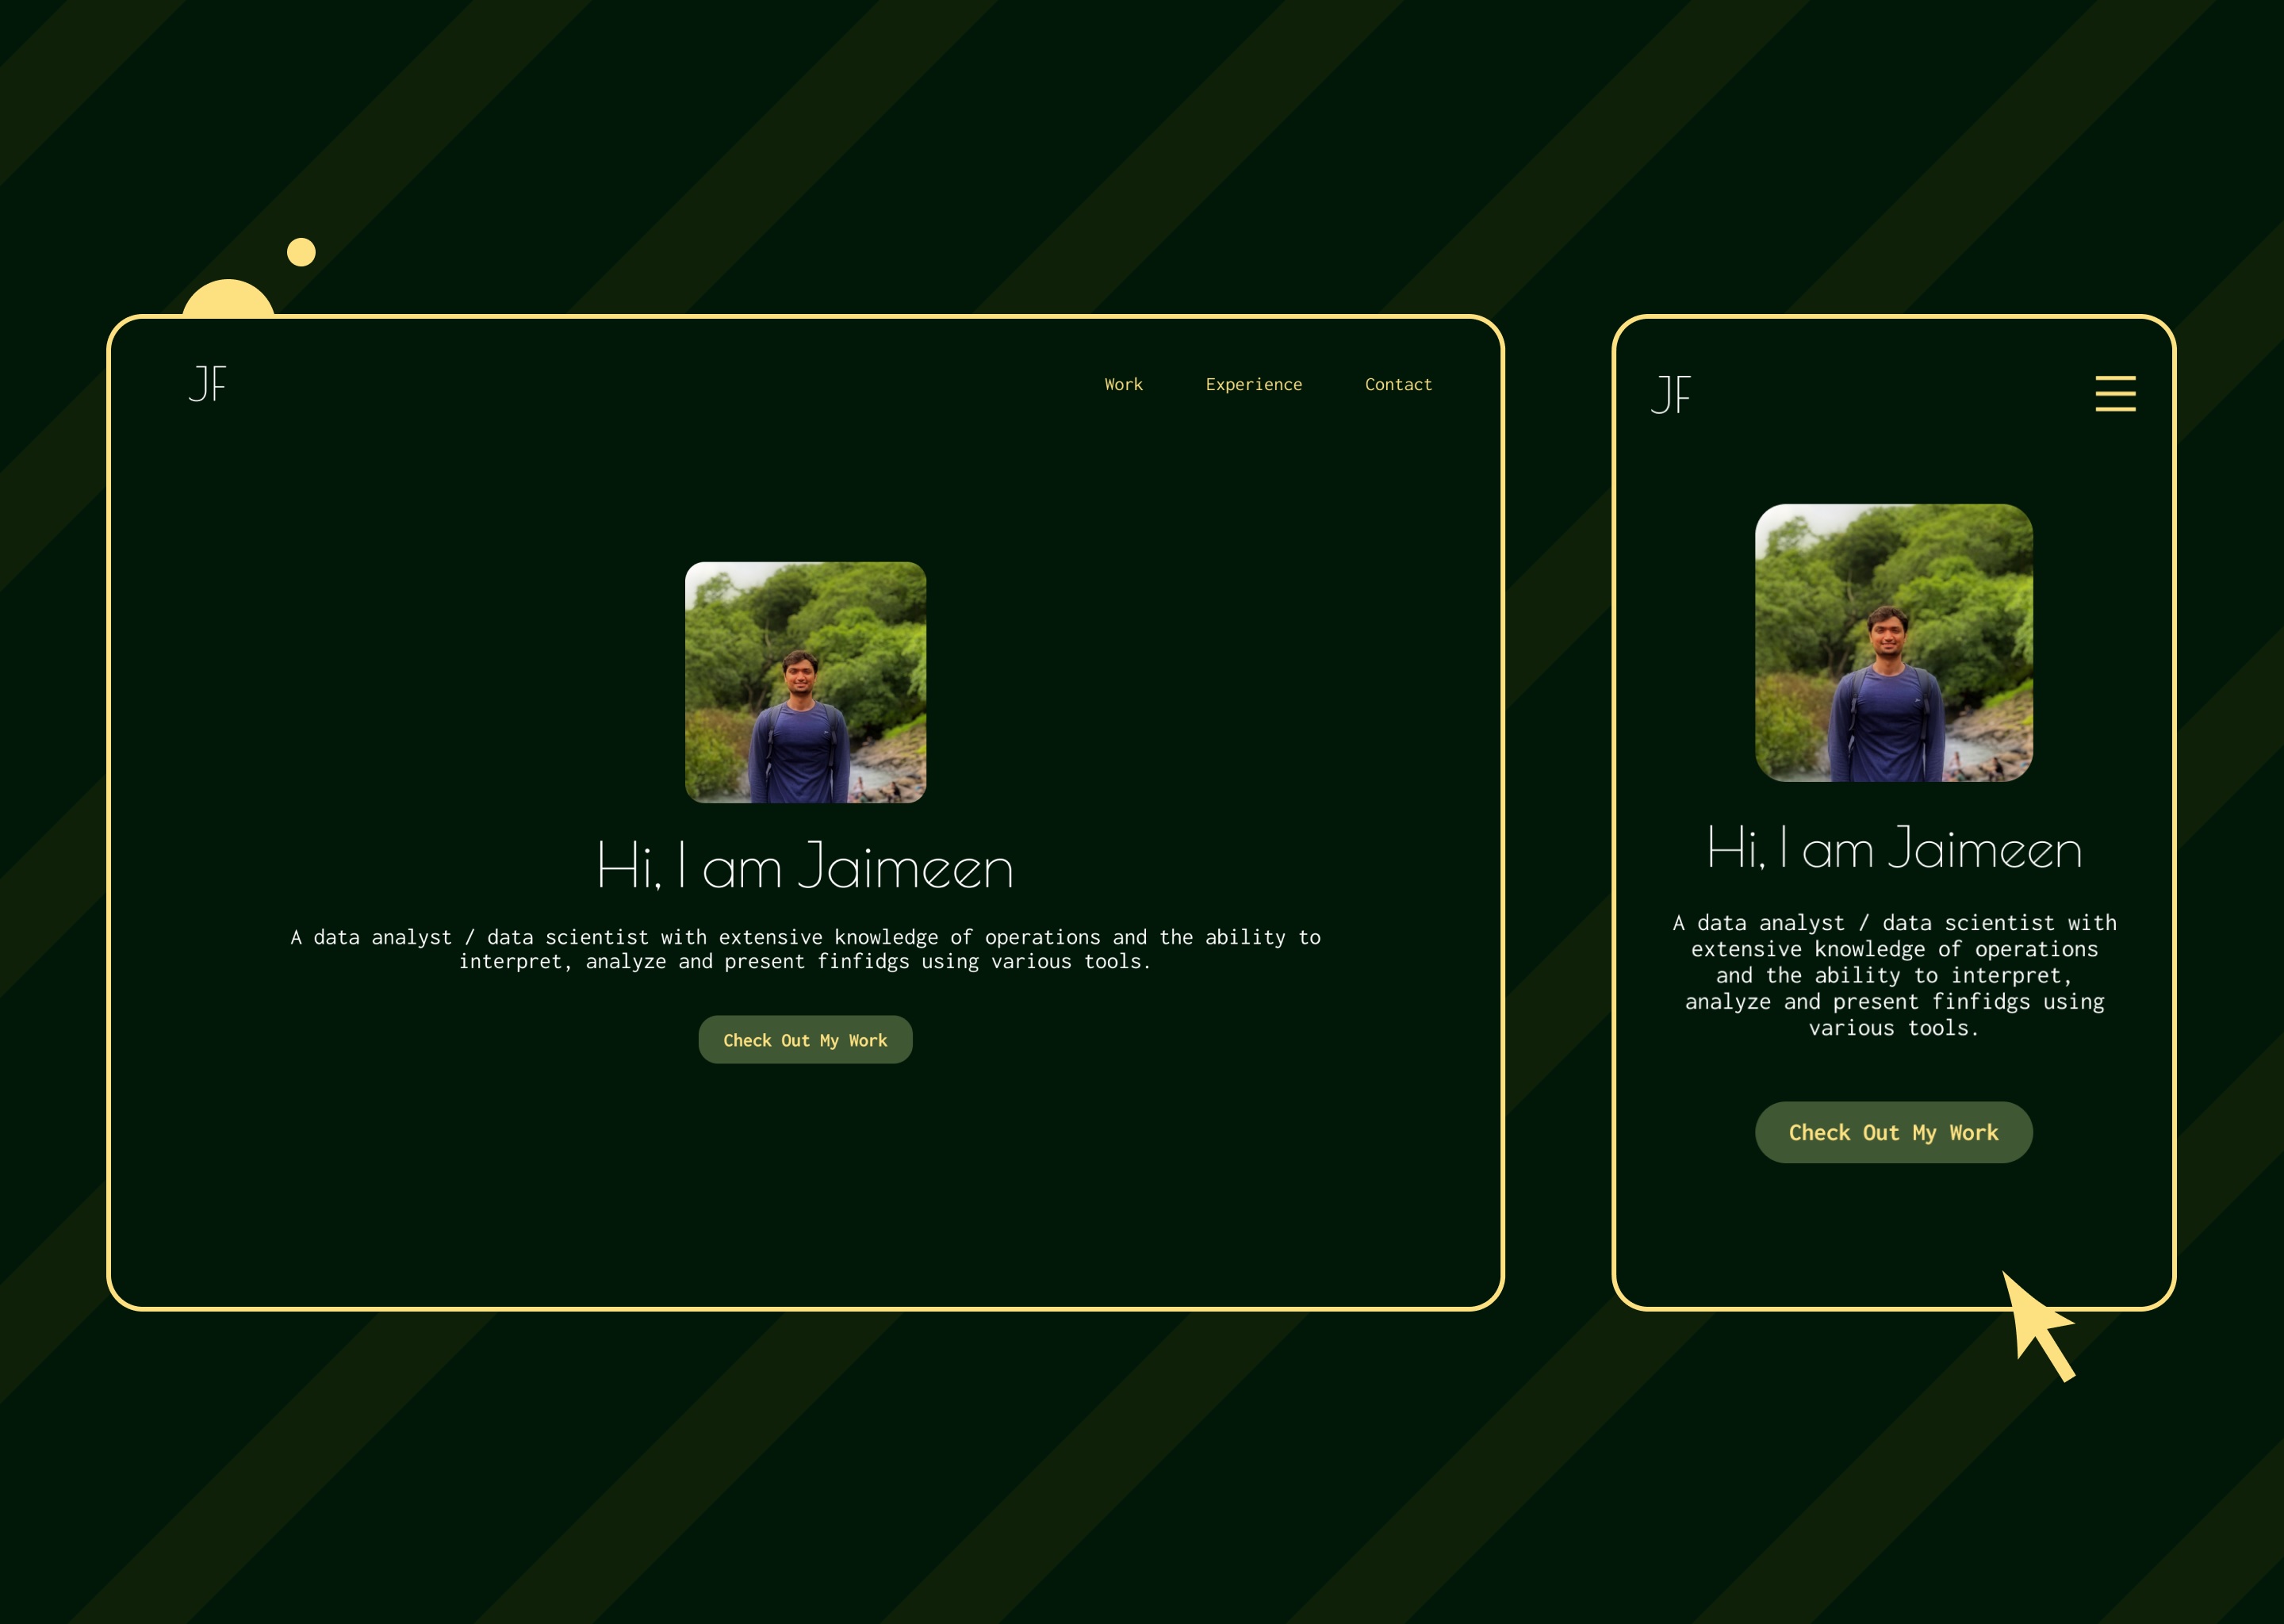 JF
Work Experience Contact
Hi, I am Jaimeen
A data analyst / data scientist with extensive knowledge of operations and the ability to
interpret, analyze and present finfidgs using various tools.
Check Out My Work
JF
Hi, I am Jaimeen
A data analyst / data scientist with
extensive knowledge of operations
and the ability to interpret,
analyze and present finfidgs using
various tools.
Check Out My Work